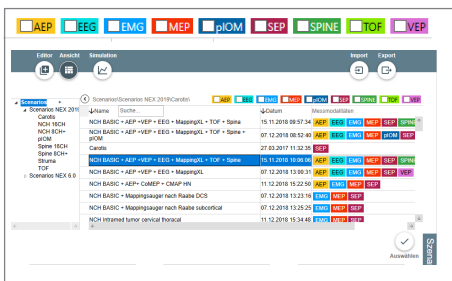 AEP EEG EMG MEP pIOM SEP SPINE TOF VEP
Editor Ansicht Simulation Import Export
Scenarios +
Scenarios NEX 2019
Carotis
NCH 16CH
NCH 8CH+
pIOM
Spine 16CH
Spine 8CH+
Struma
TOF
Scenarios NEX 6.0
Scenarios\Scenarios NEX 2019\Carotis\ AEP EEG EMG MEP pIOM SEP SPINE TOF VEP
Name Suche... Datum Messmodalitäten
NCH BASIC + AEP +VEP + EEG + MappingXL + TOF + Spina 15.11.2018 09:57:34 AEP EEG EMG MEP SEP SPINE
NCH BASIC + AEP +VEP + EEG + MappingXL + TOF + Spine + pIOM 07.12.2018 08:52:40 AEP EEG EMG MEP pIOM SEP
Carotis 27.03.2017 11:32:35 SEP
NCH BASIC + AEP +VEP + EEG + MappingXL + TOF + Spine 15.11.2018 10:06:06 AEP EEG EMG MEP SEP SPINE
NCH BASIC + AEP +VEP + EEG + MappingXL 07.12.2018 13:00:31 AEP EEG EMG MEP SEP VEP
NCH BASIC + AEP+ CoMEP + CMAP HN 11.12.2018 15:22:50 AEP EMG MEP SEP
NCH BASIC + Mappingsauger nach Raabe DCS 07.12.2018 13:23:16 EMG MEP SEP
NCH BASIC + Mappingsauger nach Raabe subcortical 07.12.2018 13:25:25 EMG MEP SEP
NCH Intramed tumor cervical thoracal 11.12.2018 15:34:48 EMG MEP SEP
Auswählen
Szena